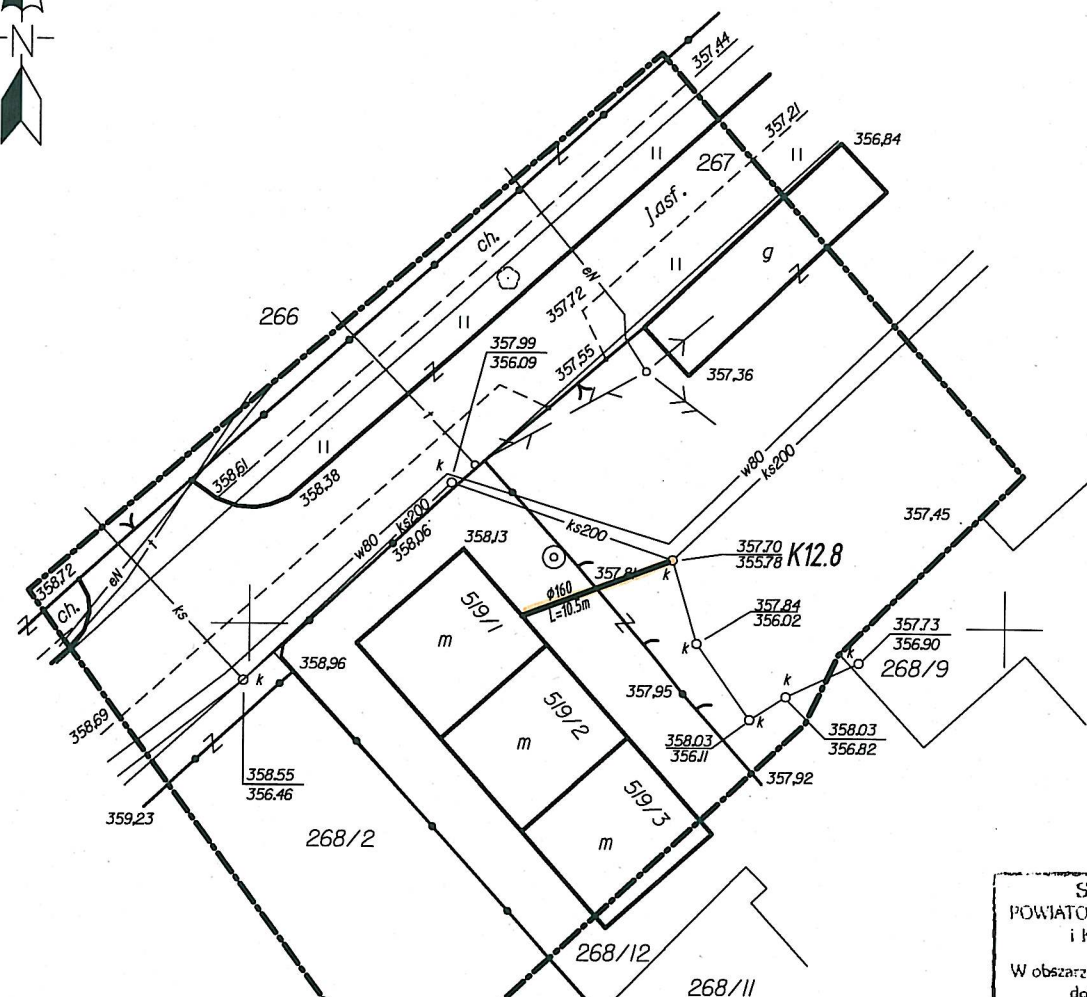 N
357,44
357,21
267
II
356,84
II
j.asf.
ch.
II
g
eN
266
357,72
II
357.99
356.09
357,55
357,36
II
358,61
358,38
k
w80
ks200
w80
ks200
358,06
358,13
ks200
357,45
357.70
355.78
K12.8
k
358,72
eN
ch.
ks
ø160
L=10.5m
519/1
357.84
356.02
m
k
357.73
356.90
k
268/9
358,96
k
k
519/2
357,95
k
358,69
m
358.03
356.11
358.03
356.82
358.55
356.46
357,92
359,23
519/3
268/2
m
268/12
268/11
POWIATO
i K
W obszarz
do